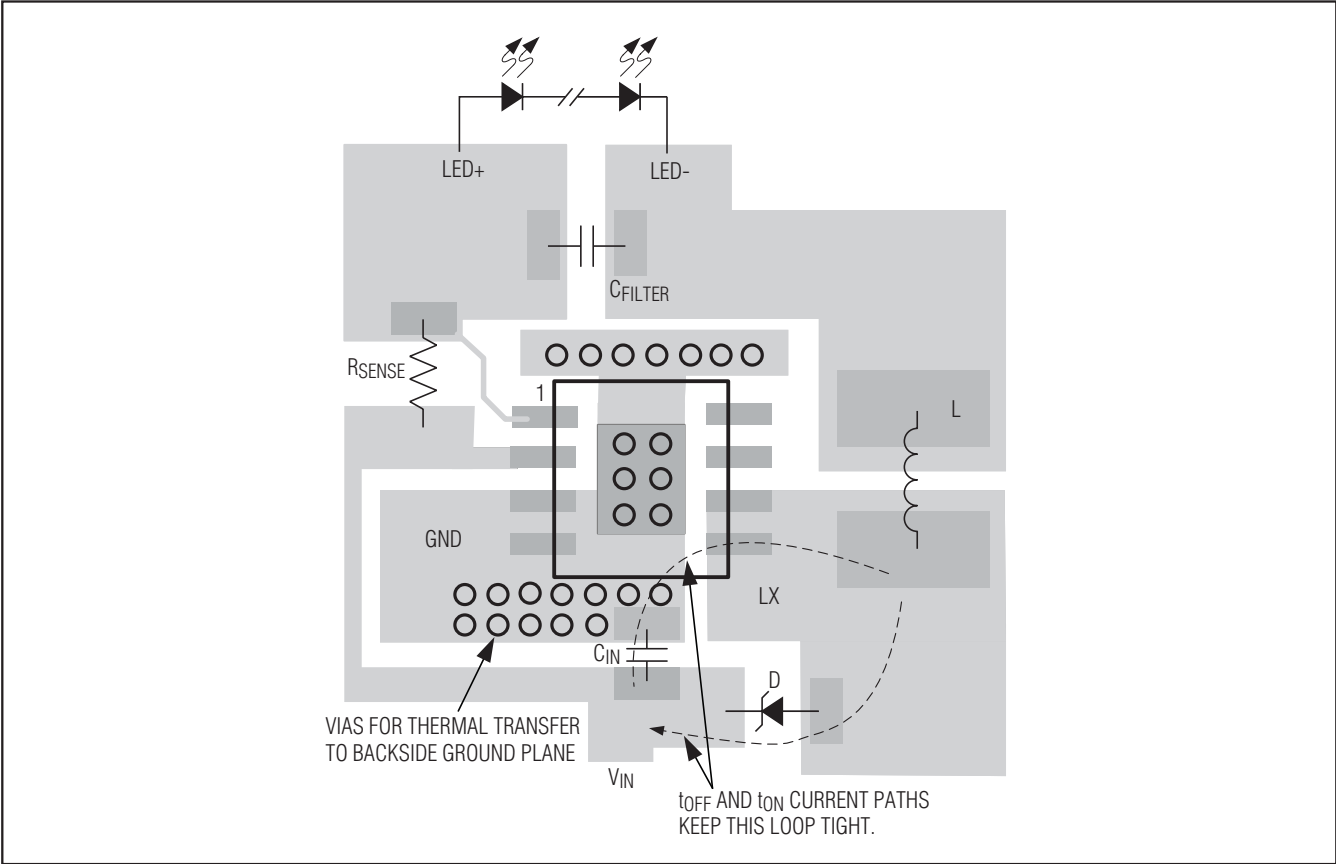 LED+
LED-
CFILTER
RSENSE
1
L
GND
LX
CIN
D
VIAS FOR THERMAL TRANSFER
TO BACKSIDE GROUND PLANE
VIN
tOFF AND tON CURRENT PATHS
KEEP THIS LOOP TIGHT.